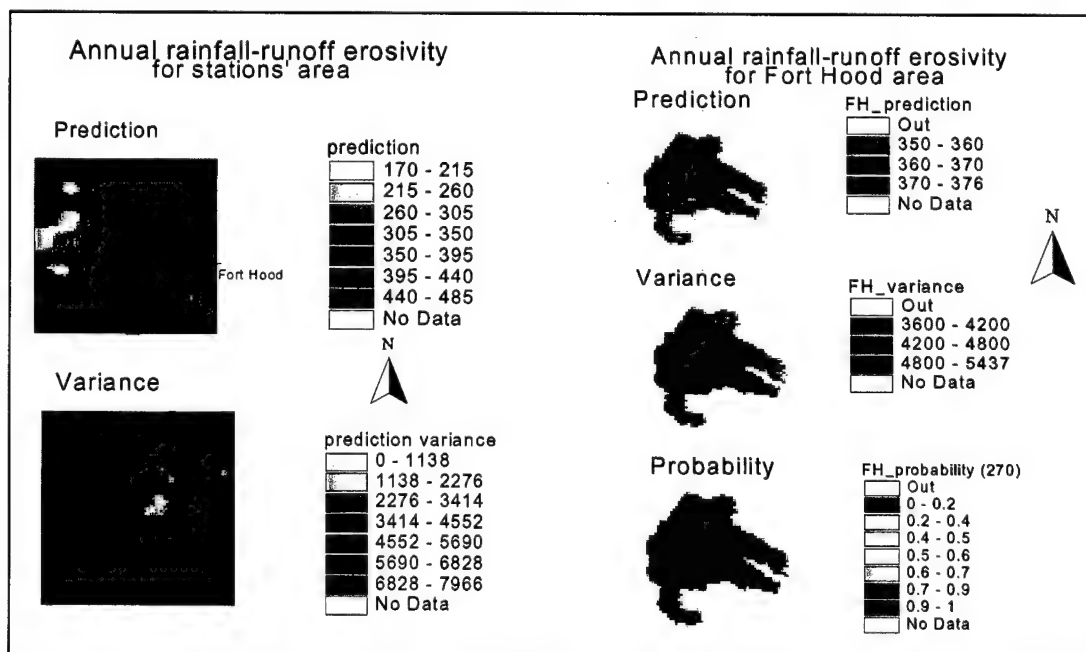 Annual rainfall-runoff erosivity
for stations' area
Prediction
prediction
170 - 215
215 - 260
260 - 305
305 - 350
350 - 395
395 - 440
440 - 485
No Data
Fort Hood
N
Variance
prediction variance
0 - 1138
1138 - 2276
2276 - 3414
3414 - 4552
4552 - 5690
5690 - 6828
6828 - 7966
No Data
Annual rainfall-runoff erosivity
for Fort Hood area
Prediction
FH_prediction
Out
350 - 360
360 - 370
370 - 376
No Data
N
Variance
FH_variance
Out
3600 - 4200
4200 - 4800
4800 - 5437
No Data
Probability
FH_probability (270)
Out
0 - 0.2
0.2 - 0.4
0.4 - 0.5
0.5 - 0.6
0.6 - 0.7
0.7 - 0.9
0.9 - 1
No Data